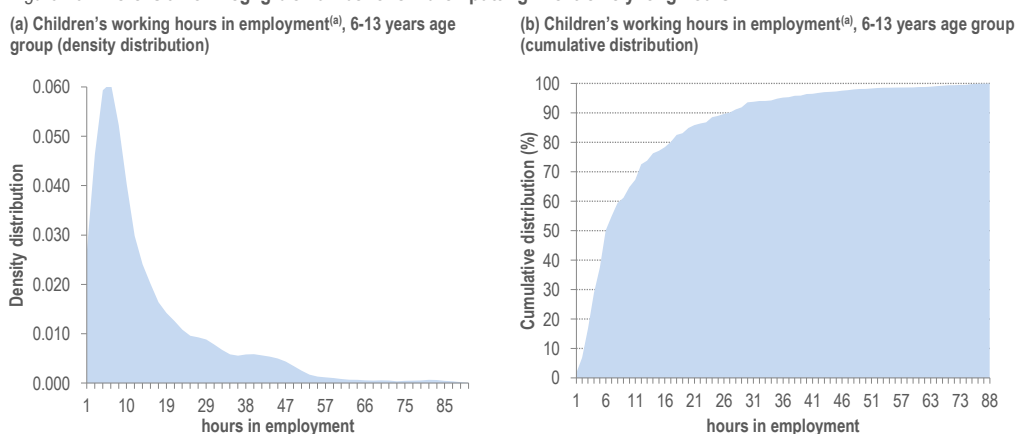 (a) Children's working hours in employment(a), 6-13 years age
group (density distribution)
0.060
0.050
0.040
0.030
0.020
0.010
0.000
Density distribution
1 10 19 29 38 47 57 66 75 85
hours in employment
(b) Children's working hours in employment(a), 6-13 years age group
(cumulative distribution)
100
90
80
70
60
50
40
30
20
10
0
Cumulative distribution (%)
1 6 11 16 21 26 31 36 41 46 51 57 63 73 88
hours in employment